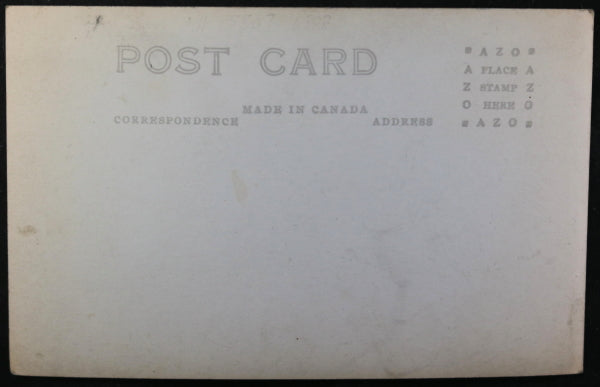 POST CARD
MADE IN CANADA
CORRESPONDENCE ADDRESS
AZO
A PLACE A
Z STAMP Z
O HERE O
AZO